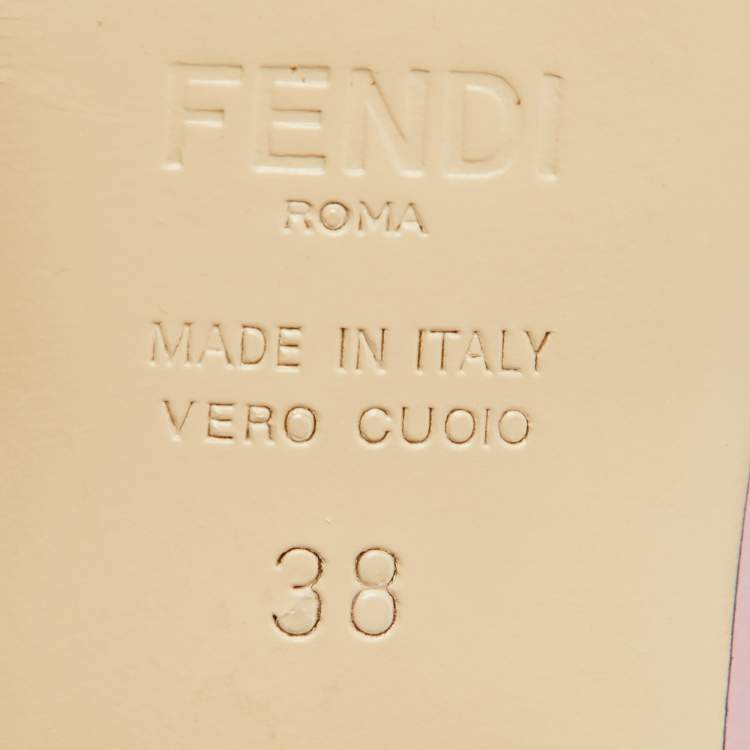 FENDI
ROMA
MADE IN ITALY
VERO CUOIO
38